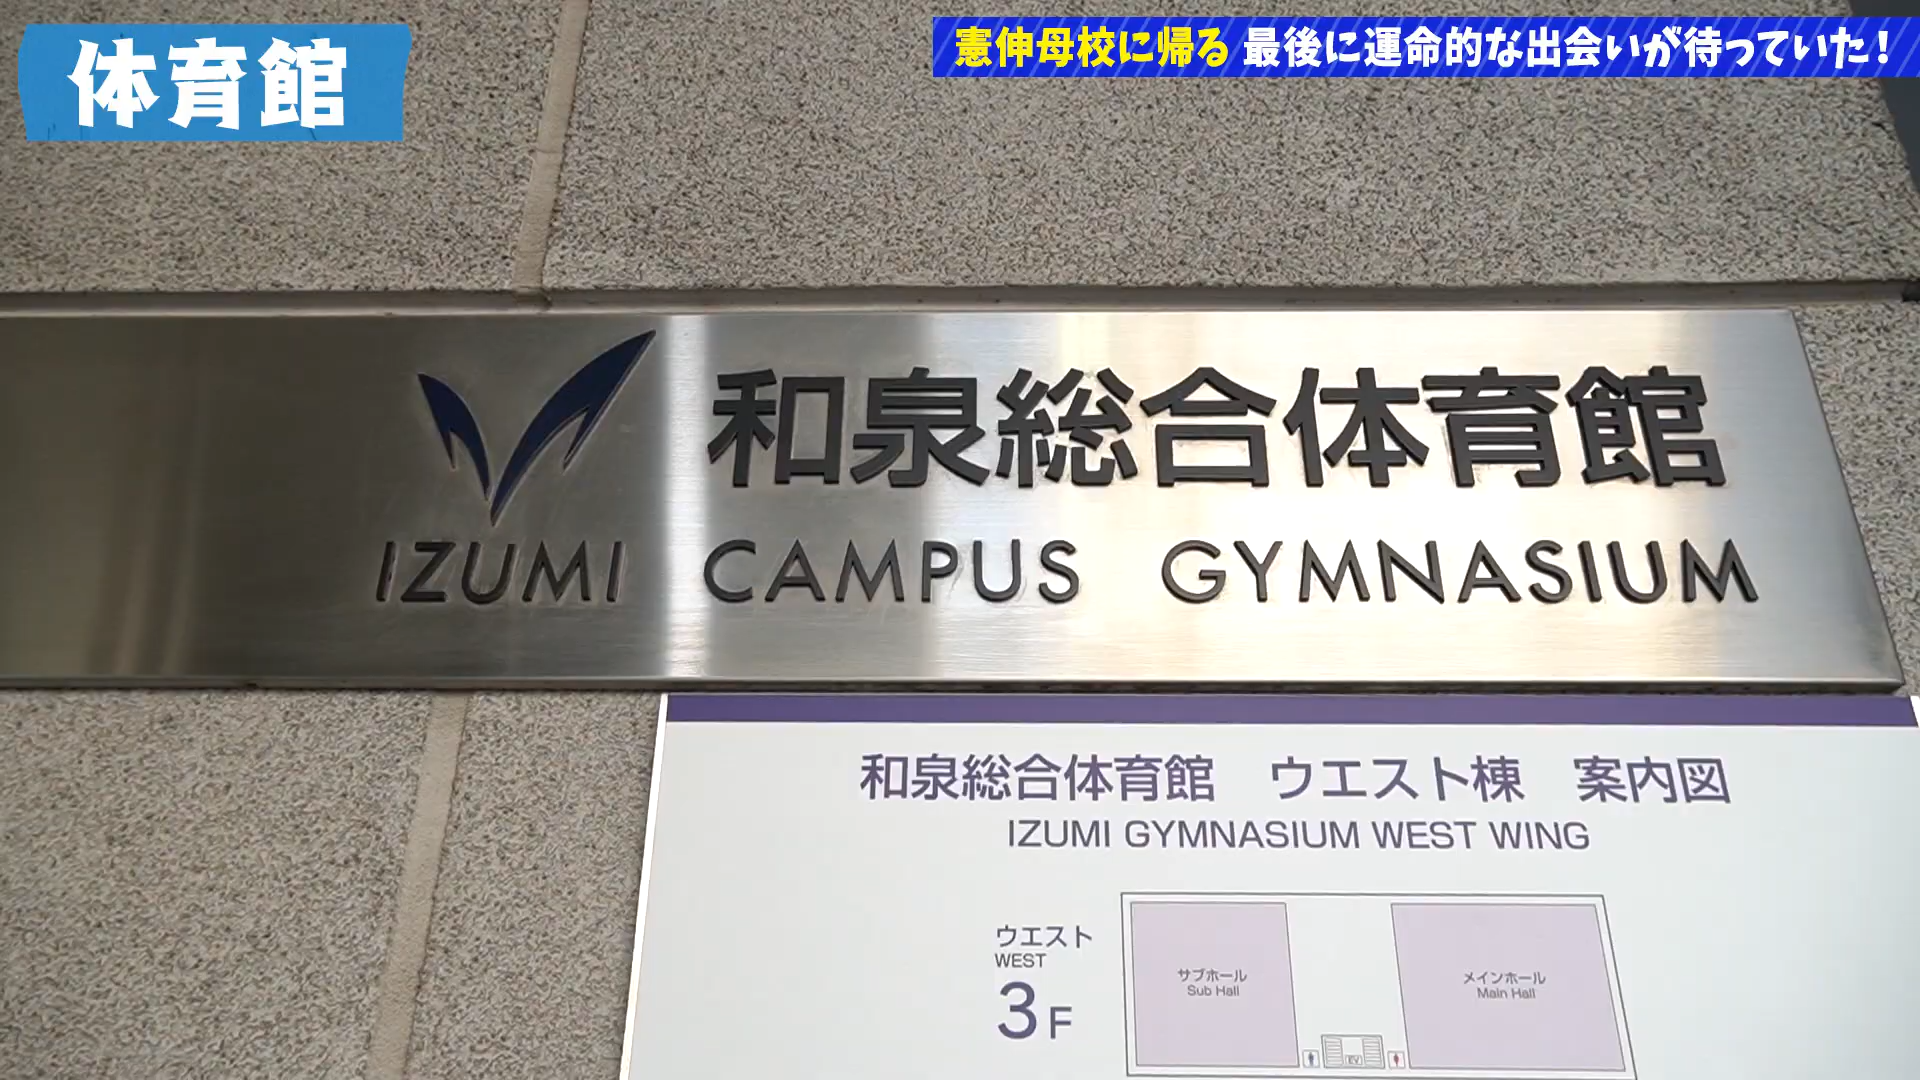 体育館
憲伸母校に帰る 最後に運命的な出会いが待っていた!
和泉総合体育館
IZUMI CAMPUS GYMNASIUM
和泉総合体育館 ウエスト棟 案内図
IZUMI GYMNASIUM WEST WING
ウエスト
WEST
3F
サブホール
Sub Hall
メインホール
Main Hall
EV